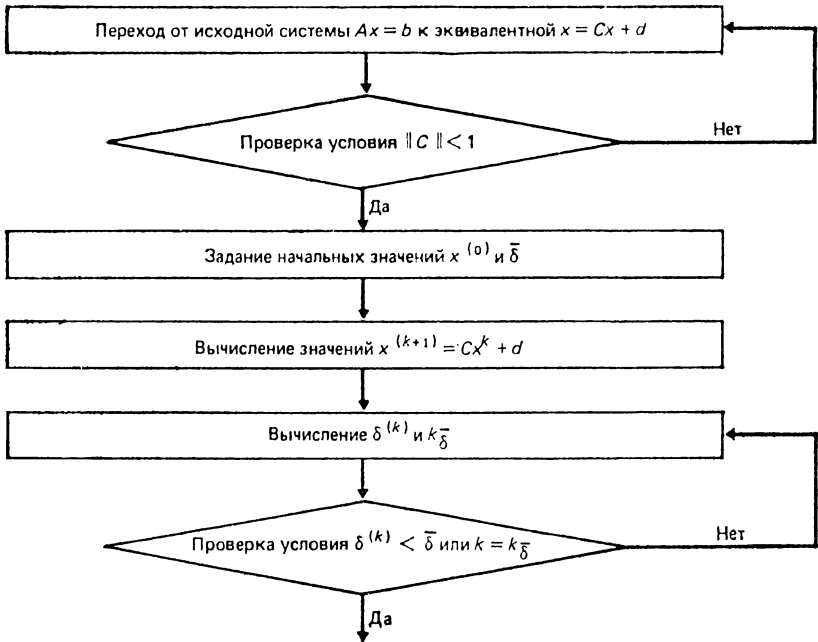 Переход от исходной системы Ax = b к эквивалентной x = Cx + d
Нет
Проверка условия ‖C‖ < 1
Да
Задание начальных значений x⁽⁰⁾ и δ̅
Вычисление значений x⁽ᵏ⁺¹⁾ = Cxᵏ + d
Вычисление δ⁽ᵏ⁾ и k_δ̅
Нет
Проверка условия δ⁽ᵏ⁾ < δ̅ или k = k_δ̅
Да